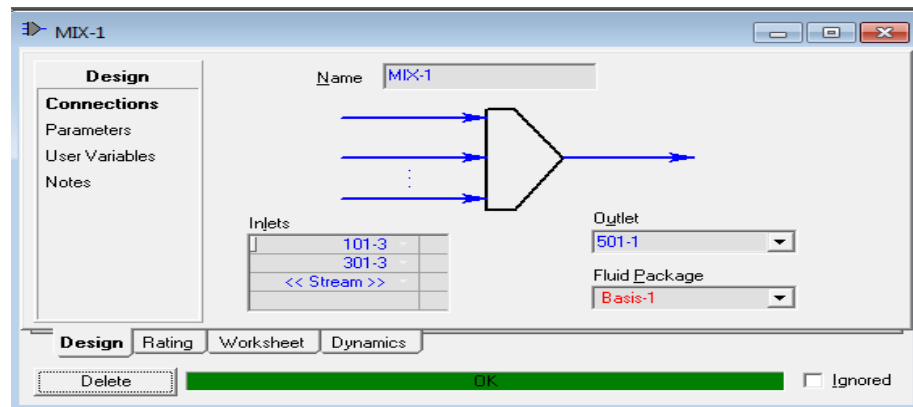 MIX-1
Design
Connections
Parameters
User Variables
Notes
Name MIX-1
Inlets
101-3
301-3
<< Stream >>
Outlet
501-1
Fluid Package
Basis-1
Design Rating Worksheet Dynamics
Delete OK Ignored